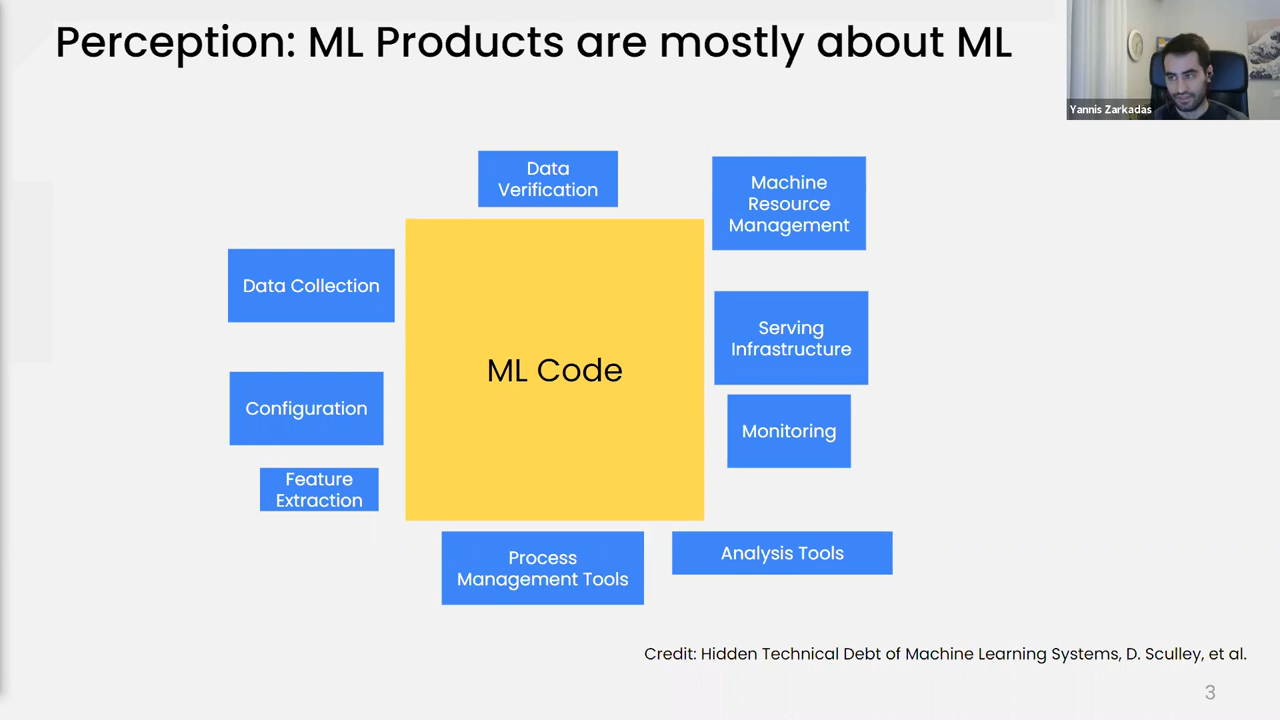 Perception: ML Products are mostly about ML
Yannis Zarkadas
Data
Verification
Machine
Resource
Management
Data Collection
Serving
Infrastructure
ML Code
Configuration
Monitoring
Feature
Extraction
Process
Management Tools
Analysis Tools
Credit: Hidden Technical Debt of Machine Learning Systems, D. Sculley, et al.
3